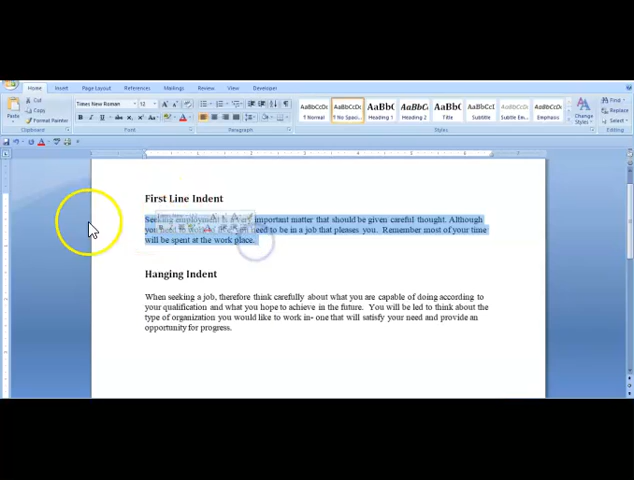 Home Insert Page Layout References Mailings Review View Developer
Cut
Copy
Paste
Format Painter
Clipboard
Times New Roman 12
Font
Paragraph
AaBbCcDc AaBbCcDc AaBbC AaBbCc AaBbC AaBbCcI AaBbCcDc AaBbCcDc
¶ Normal ¶ No Spaci... Heading 1 Heading 2 Title Subtitle Subtle Em... Emphasis
Styles
Change Styles
Find
Replace
Select
Editing
First Line Indent
Seeking employment is a very important matter that should be given careful thought. Although
you need to be in a job that pleases you. Remember most of your time
will be spent at the work place.
Hanging Indent
When seeking a job, therefore think carefully about what you are capable of doing according to
your qualification and what you hope to achieve in the future. You will be led to think about the
type of organization you would like to work in- one that will satisfy your need and provide an
opportunity for progress.